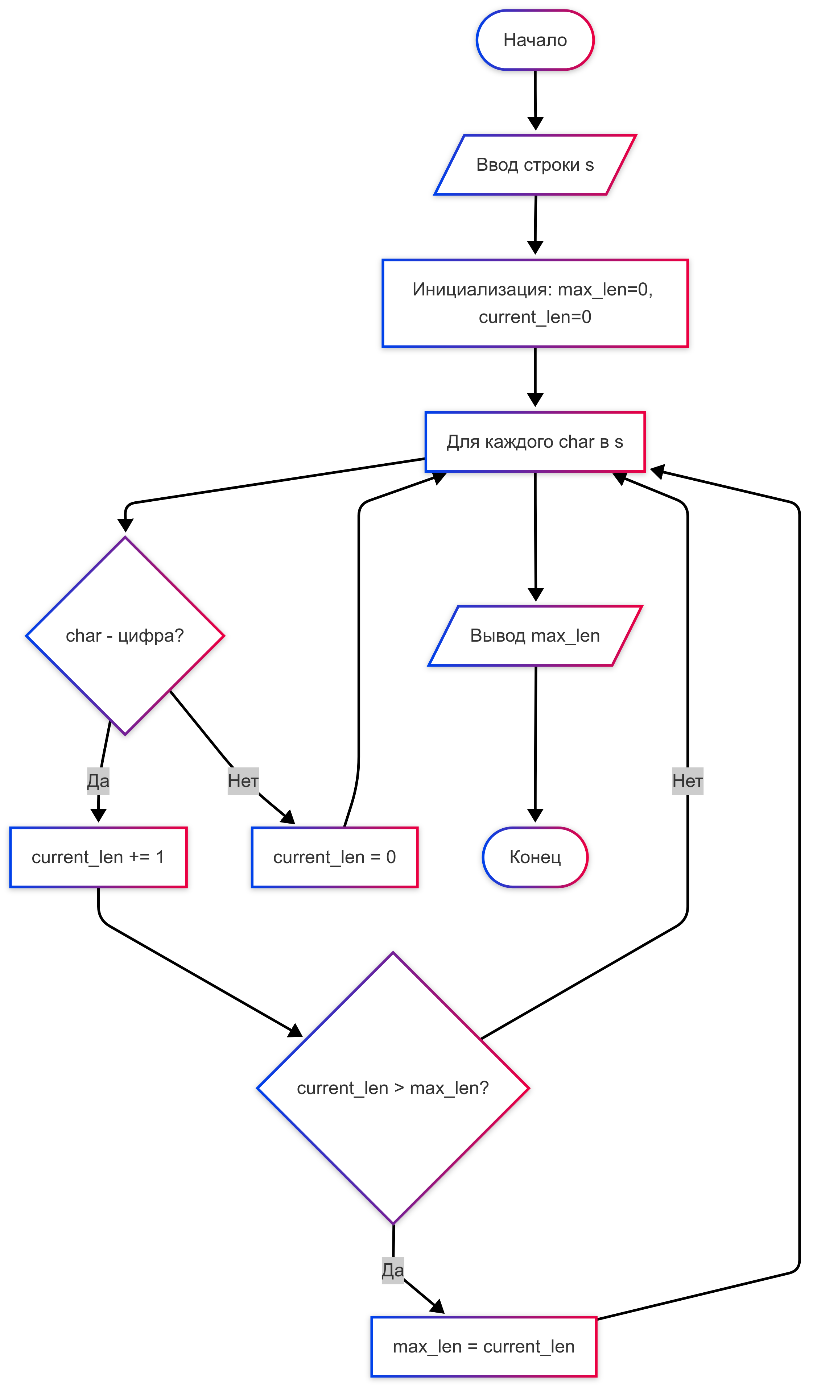 Начало
Ввод строки s
Инициализация: max_len=0,
current_len=0
Для каждого char в s
char - цифра?
Вывод max_len
Да
Нет
Нет
current_len += 1
current_len = 0
Конец
current_len > max_len?
Да
max_len = current_len